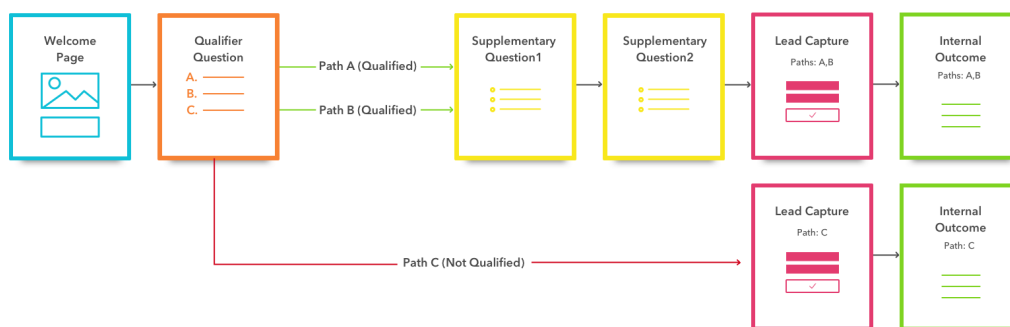 Welcome
Page
Qualifier
Question
A.
B.
C.
Path A (Qualified)
Path B (Qualified)
Supplementary
Question1
Supplementary
Question2
Lead Capture
Paths: A,B
Internal
Outcome
Paths: A,B
Path C (Not Qualified)
Lead Capture
Path: C
Internal
Outcome
Path: C